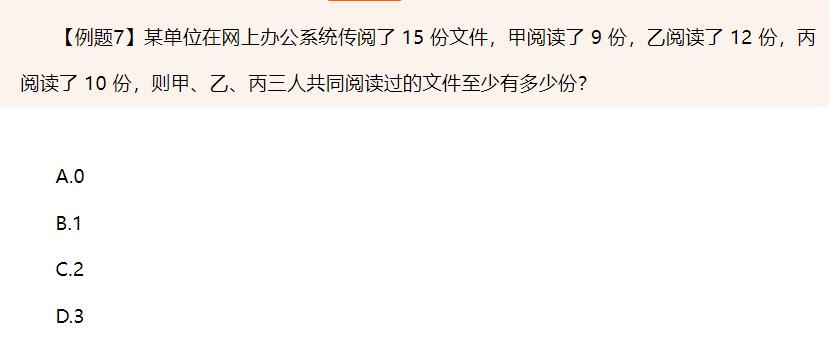 【例题7】某单位在网上办公系统传阅了 15 份文件，甲阅读了 9 份，乙阅读了 12 份，丙
阅读了 10 份，则甲、乙、丙三人共同阅读过的文件至少有多少份？
A.0
B.1
C.2
D.3